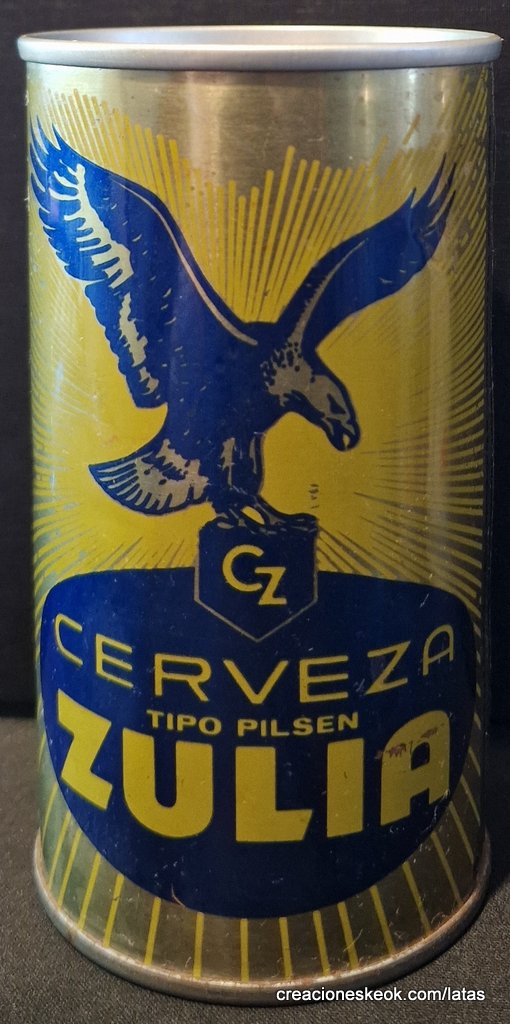 CZ
CERVEZA
TIPO PILSEN
ZULIA
creacioneskeok.com/latas